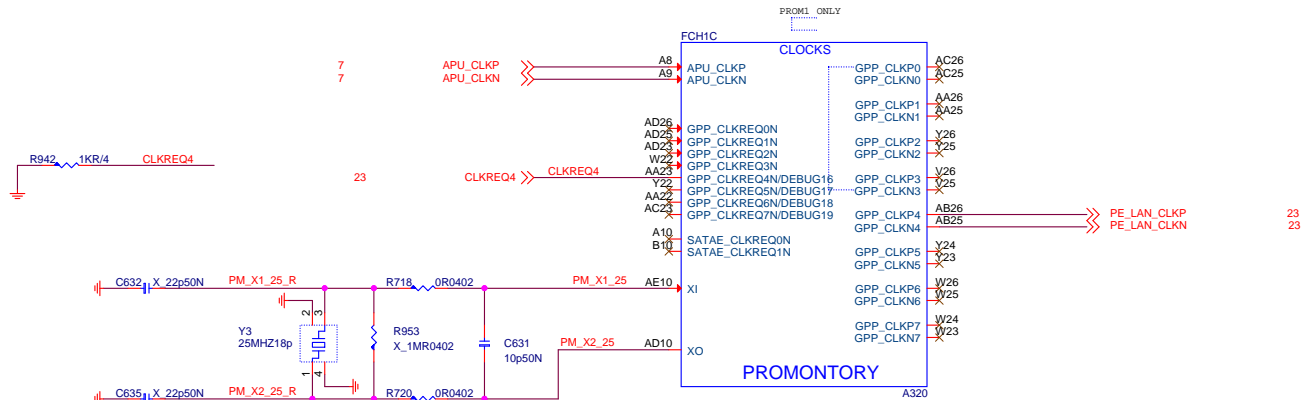 PROM1 ONLY
FCH1C
CLOCKS
7 APU_CLKP A8 APU_CLKP GPP_CLKP0 AC26
7 APU_CLKN A9 APU_CLKN GPP_CLKN0 AC25
GPP_CLKP1 AA26
GPP_CLKN1 AA25
AD26 GPP_CLKREQ0N
AD25 GPP_CLKREQ1N GPP_CLKP2 Y26
AD23 GPP_CLKREQ2N GPP_CLKN2 Y25
R942 1KR/4 CLKREQ4 W22 GPP_CLKREQ3N
23 CLKREQ4 CLKREQ4 AA23 GPP_CLKREQ4N/DEBUG16 GPP_CLKP3 V26
Y22 GPP_CLKREQ5N/DEBUG17 GPP_CLKN3 V25
AA22 GPP_CLKREQ6N/DEBUG18
AC23 GPP_CLKREQ7N/DEBUG19 GPP_CLKP4 AB26 PE_LAN_CLKP 23
GPP_CLKN4 AB25 PE_LAN_CLKN 23
A10 SATAE_CLKREQ0N
B10 SATAE_CLKREQ1N GPP_CLKP5 Y24
GPP_CLKN5 Y23
C632 X_22p50N PM_X1_25_R R718 0R0402 PM_X1_25 AE10 XI GPP_CLKP6 W26
GPP_CLKN6 W25
2 3
Y3 R953 C631 GPP_CLKP7 W24
25MHZ18p X_1MR0402 10p50N GPP_CLKN7 W23
PM_X2_25 AD10 XO
1 4
PROMONTORY
C635 X_22p50N PM_X2_25_R R720 0R0402 A320